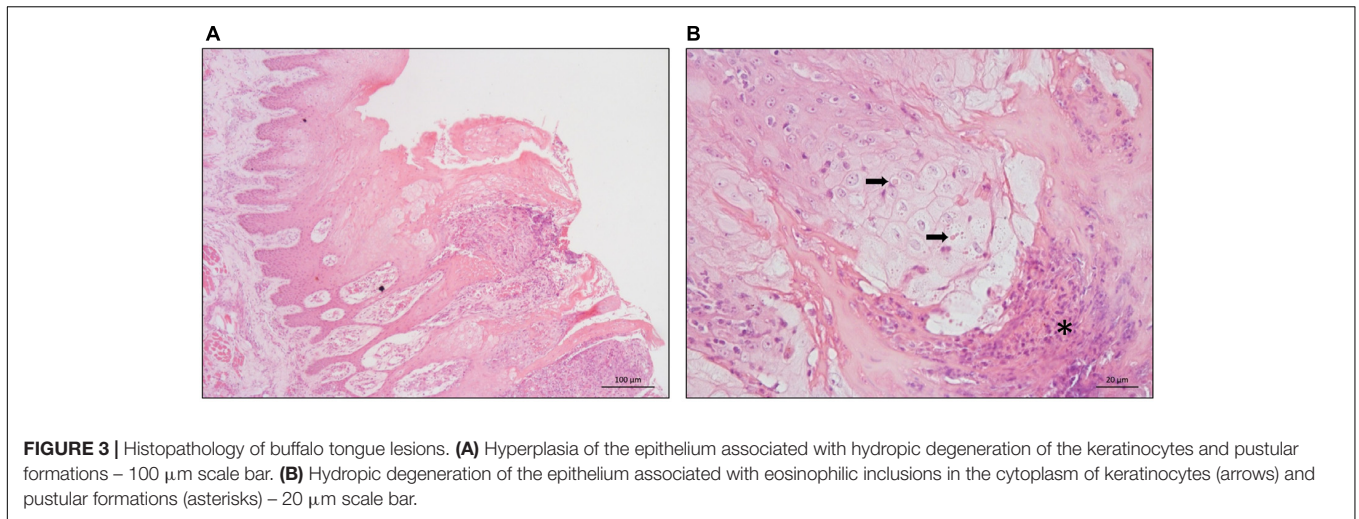 A
B
100 µm
20 µm
*
FIGURE 3 | Histopathology of buffalo tongue lesions. (A) Hyperplasia of the epithelium associated with hydropic degeneration of the keratinocytes and pustular
formations – 100 µm scale bar. (B) Hydropic degeneration of the epithelium associated with eosinophilic inclusions in the cytoplasm of keratinocytes (arrows) and
pustular formations (asterisks) – 20 µm scale bar.